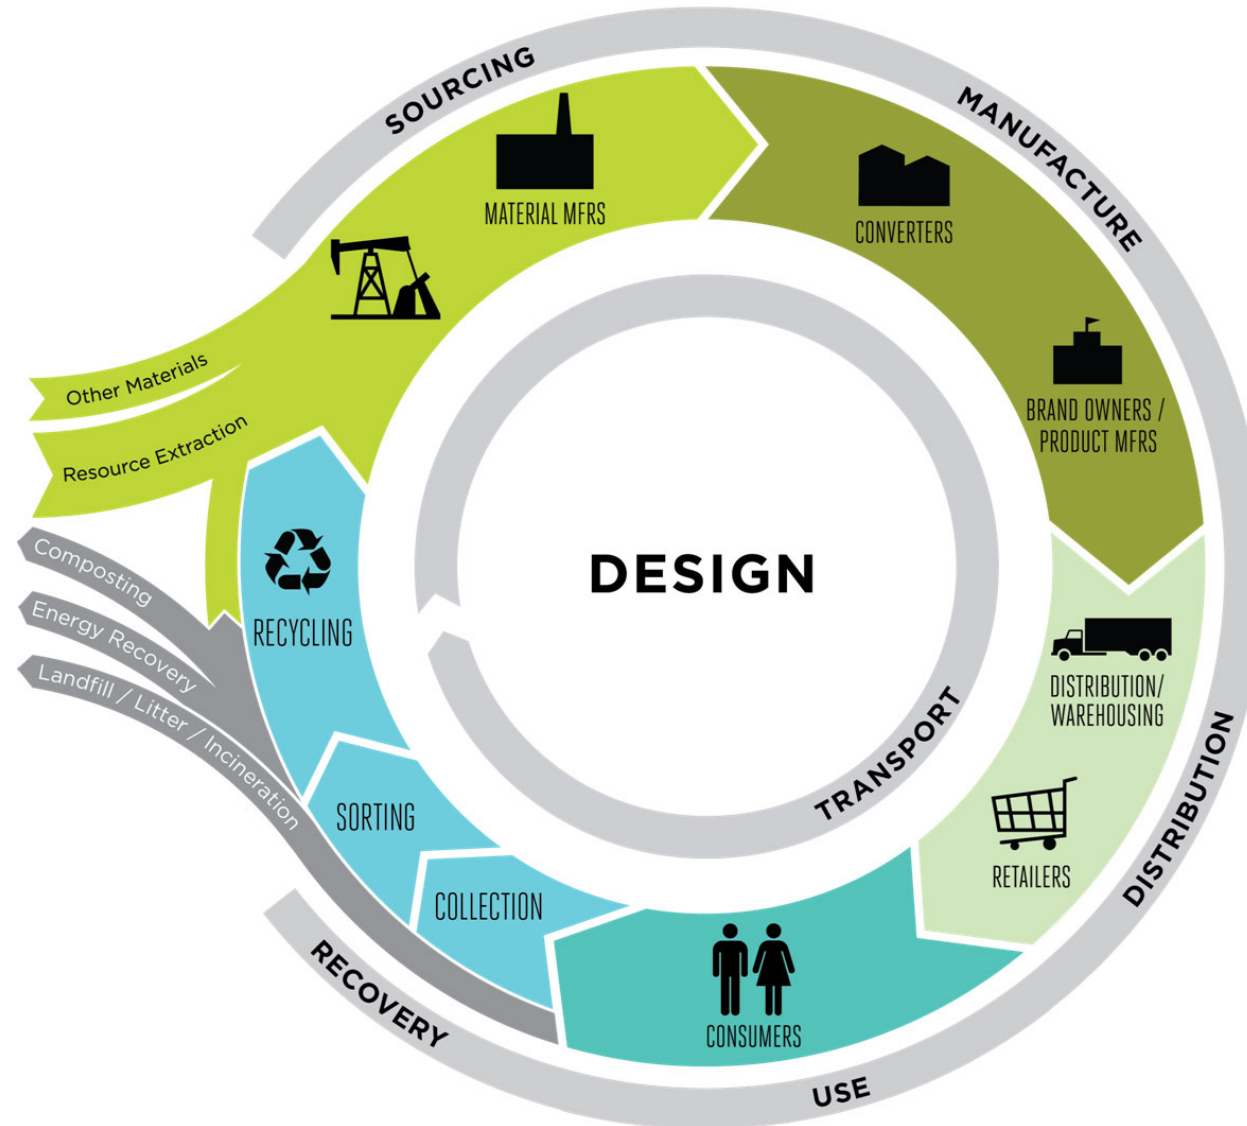 SOURCING
MANUFACTURE
MATERIAL MFRS
CONVERTERS
Other Materials
Resource Extraction
BRAND OWNERS /
PRODUCT MFRS
Composting
Energy Recovery
Landfill / Litter / Incineration
RECYCLING
DESIGN
TRANSPORT
DISTRIBUTION/
WAREHOUSING
DISTRIBUTION
SORTING
RETAILERS
COLLECTION
RECOVERY
CONSUMERS
USE